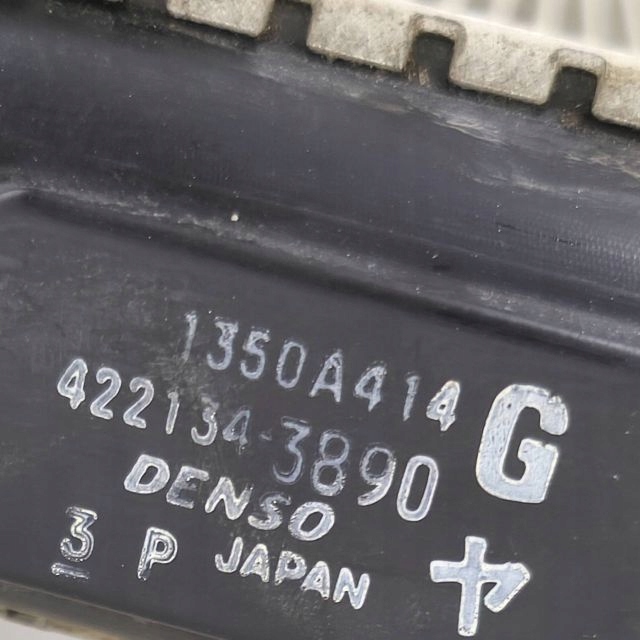 1350A414
422134-3890 G
DENSO
3 P JAPAN ヤ